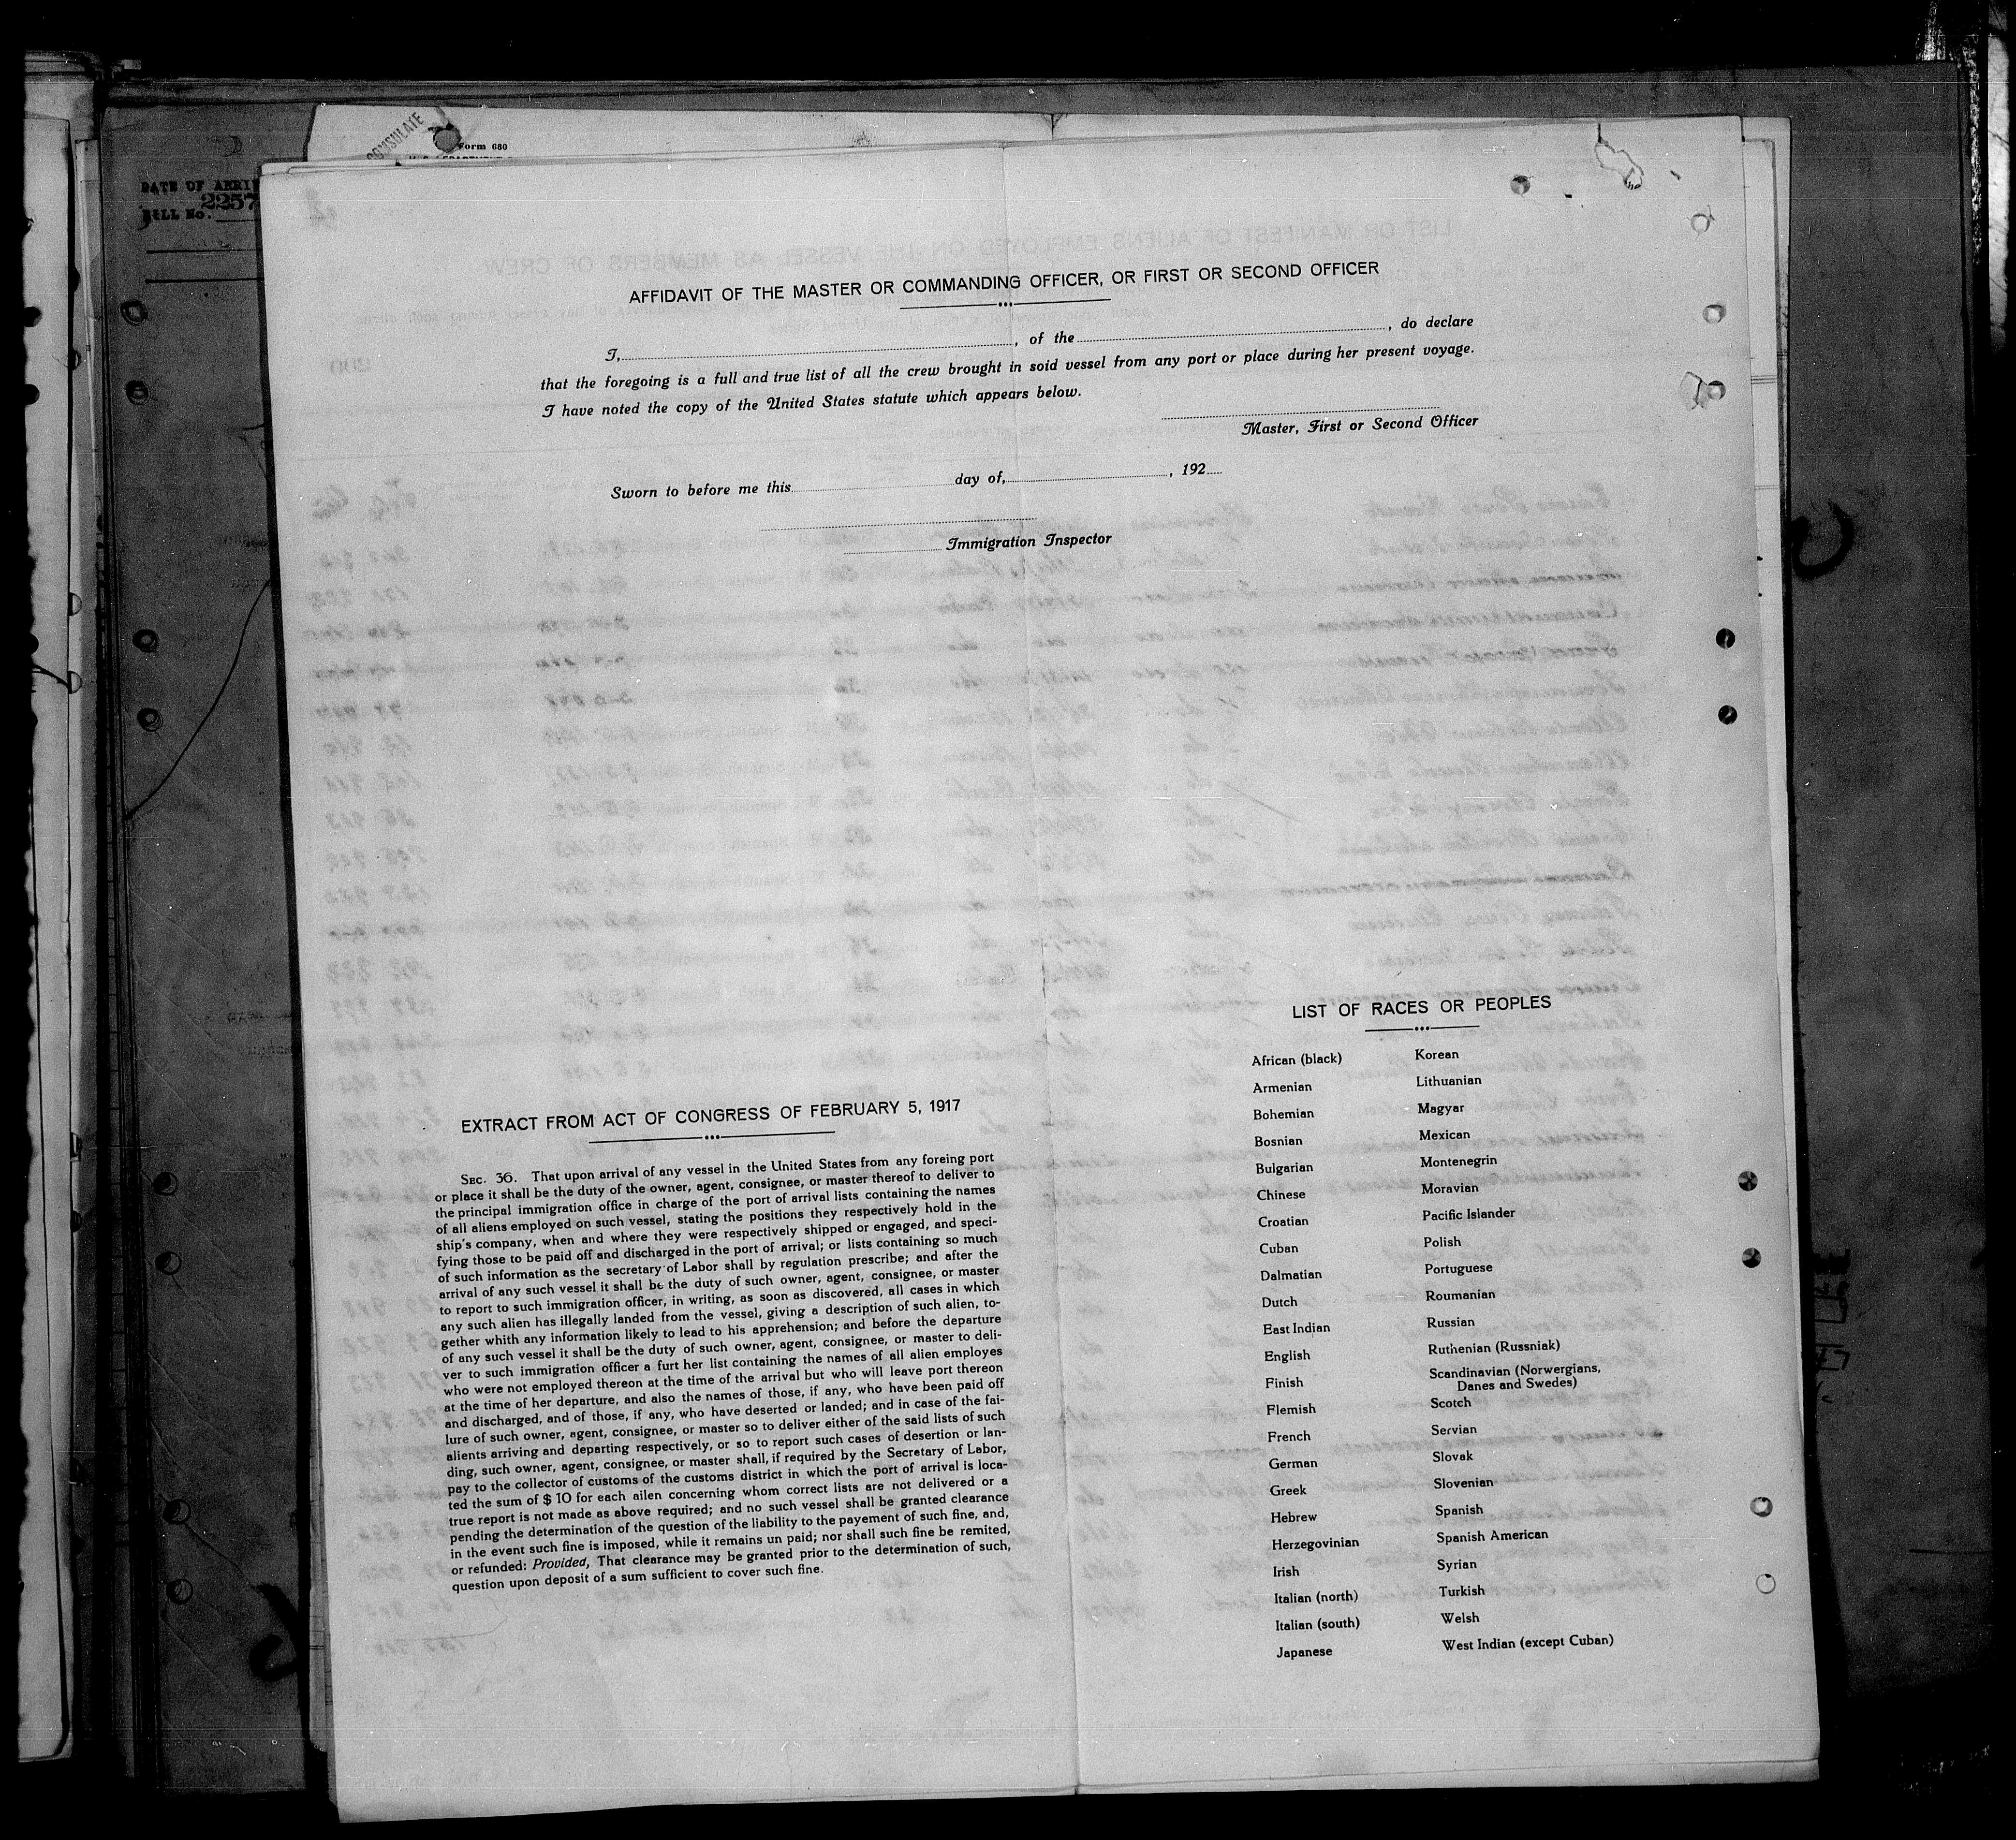 CONSULATE
Form 680
DATE OF
BILL No. 2257
AFFIDAVIT OF THE MASTER OR COMMANDING OFFICER, OR FIRST OR SECOND OFFICER
I, , of the , do declare
that the foregoing is a full and true list of all the crew brought in soid vessel from any port or place during her present voyage.
I have noted the copy of the United States statute which appears below.
Master, First or Second Officer
Sworn to before me this day of, , 192
Immigration Inspector
EXTRACT FROM ACT OF CONGRESS OF FEBRUARY 5, 1917
SEC. 36. That upon arrival of any vessel in the United States from any foreing port
or place it shall be the duty of the owner, agent, consignee, or master thereof to deliver to
the principal immigration office in charge of the port of arrival lists containing the names
of all aliens employed on such vessel, stating the positions they respectively hold in the
ship's company, when and where they were respectively shipped or engaged, and speci-
fying those to be paid off and discharged in the port of arrival; or lists containing so much
of such information as the secretary of Labor shall by regulation prescribe; and after the
arrival of any such vessel it shall be the duty of such owner, agent, consignee, or master
to report to such immigration officer, in writing, as soon as discovered, all cases in which
any such alien has illegally landed from the vessel, giving a description of such alien, to-
gether whith any information likely to lead to his apprehension; and before the departure
of any such vessel it shall be the duty of such owner, agent, consignee, or master to deli-
ver to such immigration officer a furt her list containing the names of all alien employes
who were not employed thereon at the time of the arrival but who will leave port thereon
at the time of her departure, and also the names of those, if any, who have been paid off
and discharged, and of those, if any, who have deserted or landed; and in case of the fai-
lure of such owner, agent, consignee, or master so to deliver either of the said lists of such
alients arriving and departing respectively, or so to report such cases of desertion or lan-
ding, such owner, agent, consignee, or master shall, if required by the Secretary of Labor,
pay to the collector of customs of the customs district in which the port of arrival is loca-
ted the sum of $ 10 for each ailen concerning whom correct lists are not delivered or a
true report is not made as above required; and no such vessel shall be granted clearance
pending the determination of the question of the liability to the payement of such fine, and,
in the event such fine is imposed, while it remains un paid; nor shall such fine be remited,
or refunded: Provided, That clearance may be granted prior to the determination of such,
question upon deposit of a sum sufficient to cover such fine.
LIST OF RACES OR PEOPLES
African (black)
Armenian
Bohemian
Bosnian
Bulgarian
Chinese
Croatian
Cuban
Dalmatian
Dutch
East Indian
English
Finish
Flemish
French
German
Greek
Hebrew
Herzegovinian
Irish
Italian (north)
Italian (south)
Japanese
Korean
Lithuanian
Magyar
Mexican
Montenegrin
Moravian
Pacific Islander
Polish
Portuguese
Roumanian
Russian
Ruthenian (Russniak)
Scandinavian (Norwergians,
Danes and Swedes)
Scotch
Servian
Slovak
Slovenian
Spanish
Spanish American
Syrian
Turkish
Welsh
West Indian (except Cuban)